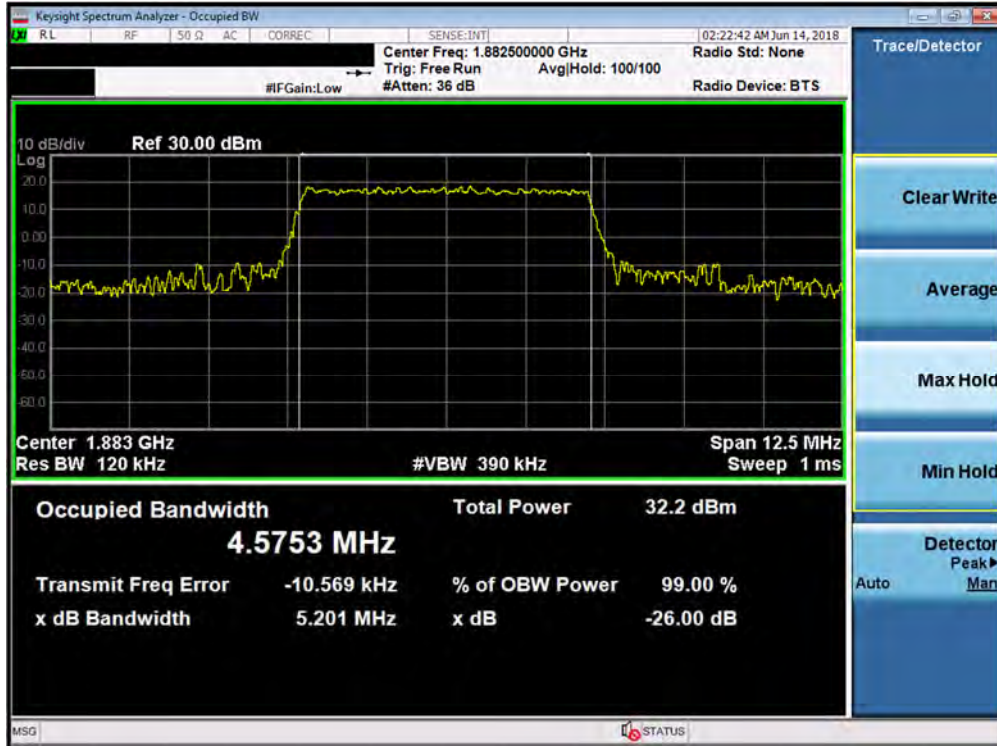 Keysight Spectrum Analyzer - Occupied BW
LXI RL RF 50 Ω AC CORREC SENSE:INT 02:22:42 AM Jun 14, 2018
Center Freq: 1.882500000 GHz Radio Std: None
Trig: Free Run Avg|Hold: 100/100
#IFGain:Low #Atten: 36 dB Radio Device: BTS
10 dB/div Ref 30.00 dBm
Log
20.0
10.0
0.00
-10.0
-20.0
-30.0
-40.0
-50.0
-60.0
Center 1.883 GHz Span 12.5 MHz
Res BW 120 kHz #VBW 390 kHz Sweep 1 ms
Occupied Bandwidth Total Power 32.2 dBm
4.5753 MHz
Transmit Freq Error -10.569 kHz % of OBW Power 99.00 %
x dB Bandwidth 5.201 MHz x dB -26.00 dB
MSG STATUS
Trace/Detector
Clear Write
Average
Max Hold
Min Hold
Detector
Peak▶
Auto Man